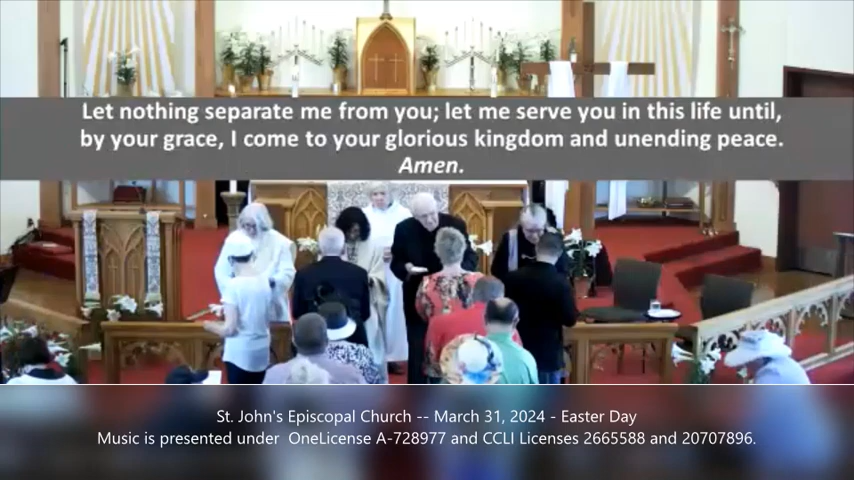 Let nothing separate me from you; let me serve you in this life until,
by your grace, I come to your glorious kingdom and unending peace.
Amen.
St. John's Episcopal Church -- March 31, 2024 - Easter Day
Music is presented under  OneLicense A-728977 and CCLI Licenses 2665588 and 20707896.